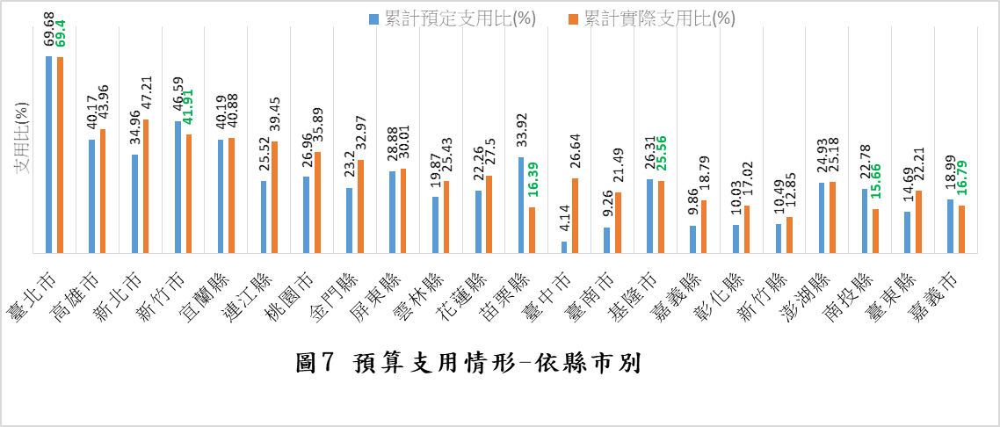 累計預定支用比(%) 累計實際支用比(%)
支用比(%)
69.68 69.4
40.17 43.96
34.96 47.21
46.59 41.91
40.19 40.88
25.52 39.45
26.96 35.89
23.2 32.97
28.88 30.01
19.87 25.43
22.26 27.5
33.92 16.39
4.14 26.64
9.26 21.49
26.31 25.56
9.86 18.79
10.03 17.02
10.49 12.85
24.93 25.18
22.78 15.66
14.69 22.21
18.99 16.79
臺北市
高雄市
新北市
新竹市
宜蘭縣
連江縣
桃園市
金門縣
屏東縣
雲林縣
花蓮縣
苗栗縣
臺中市
臺南市
基隆市
嘉義縣
彰化縣
新竹縣
澎湖縣
南投縣
臺東縣
嘉義市
圖7 預算支用情形-依縣市別